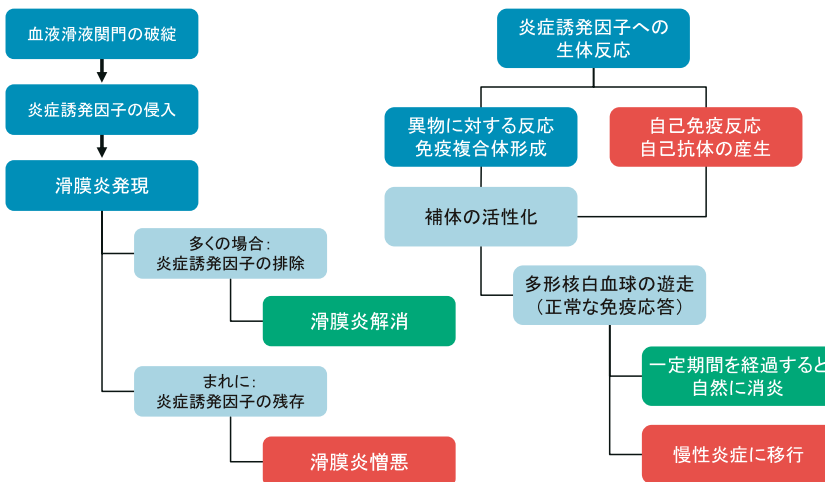 血液滑液関門の破綻
炎症誘発因子の侵入
滑膜炎発現
多くの場合：
炎症誘発因子の排除
滑膜炎解消
まれに：
炎症誘発因子の残存
滑膜炎憎悪
炎症誘発因子への
生体反応
異物に対する反応
免疫複合体形成
自己免疫反応
自己抗体の産生
補体の活性化
多形核白血球の遊走
（正常な免疫応答）
一定期間を経過すると
自然に消炎
慢性炎症に移行